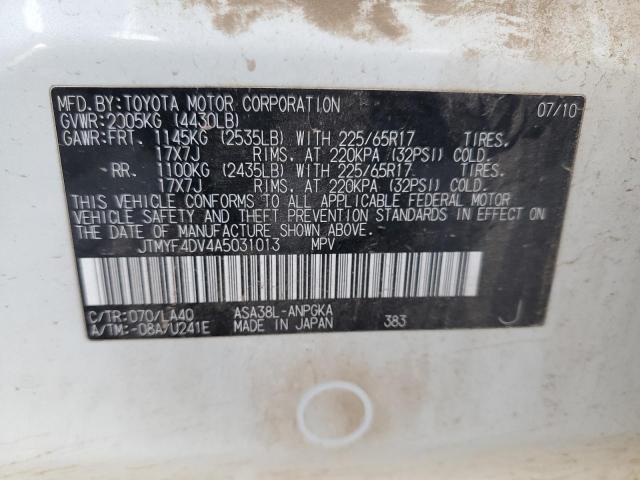 MFD.BY:TOYOTA MOTOR CORPORATION 07/10
GVWR:2005KG (4430LB)
GAWR:FRT. 1145KG (2535LB) WITH 225/65R17 TIRES.
17X7J RIMS. AT 220KPA (32PSI) COLD.
RR. 1100KG (2435LB) WITH 225/65R17 TIRES.
17X7J RIMS. AT 220KPA (32PSI) COLD.
THIS VEHICLE CONFORMS TO ALL APPLICABLE FEDERAL MOTOR
VEHICLE SAFETY AND THEFT PREVENTION STANDARDS IN EFFECT ON
THE DATE OF MANUFACTURE SHOWN ABOVE.
JTMYF4DV4A5031013 MPV
C/TR:070/LA40 ASA38L-ANPGKA
A/TM:-08A/U241E MADE IN JAPAN 383 J